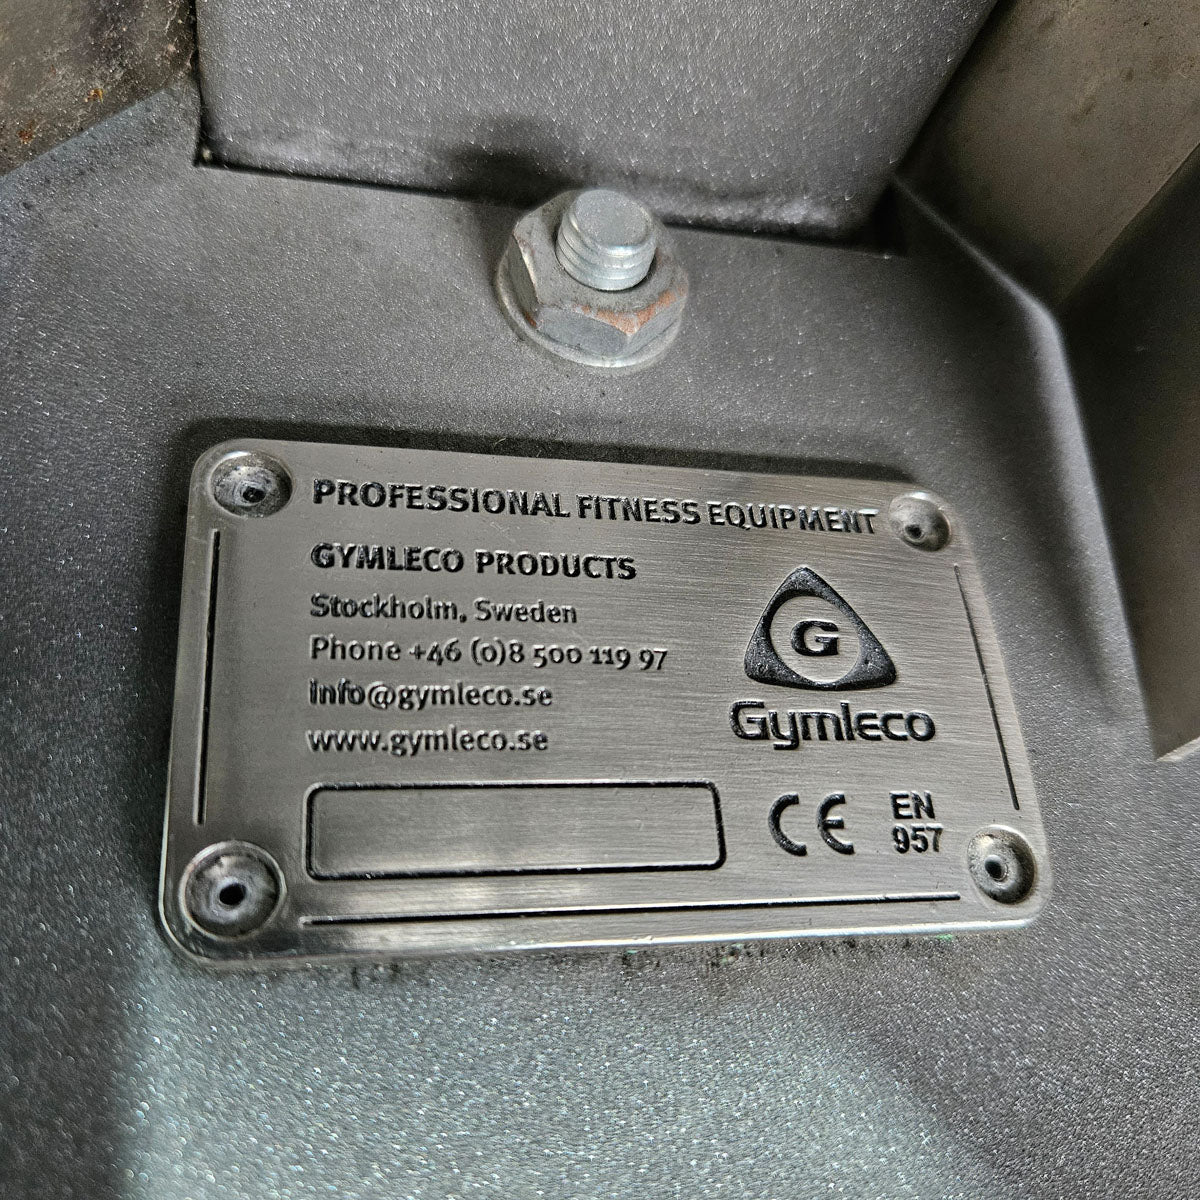 PROFESSIONAL FITNESS EQUIPMENT
GYMLECO PRODUCTS
Stockholm, Sweden
Phone +46 (0)8 500 119 97
info@gymleco.se
www.gymleco.se
G
Gymleco
CE
EN
957